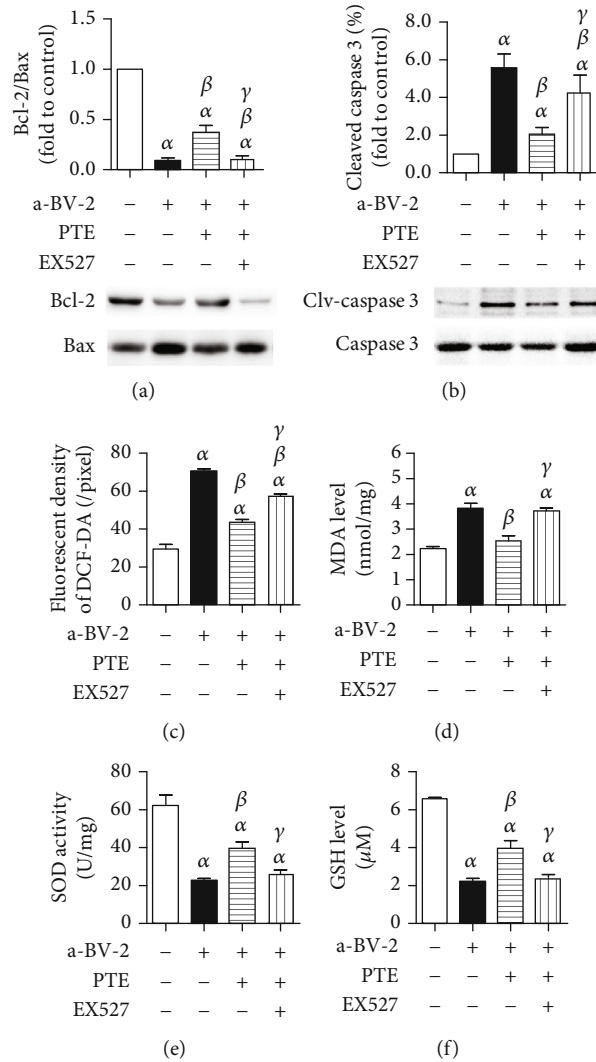 Bcl-2/Bax
(fold to control)
1.5
1.0
0.5
0.0
α
β
α
γ
β
α
a-BV-2 − + + +
PTE − − + +
EX527 − − − +
Bcl-2
Bax
(a)
Cleaved caspase 3 (%)
(fold to control)
8.0
6.0
4.0
2.0
0.0
α
β
α
γ
β
α
a-BV-2 − + + +
PTE − − + +
EX527 − − − +
Clv-caspase 3
Caspase 3
(b)
Fluorescent density
of DCF-DA (/pixel)
80
60
40
20
0
α
β
α
γ
β
α
a-BV-2 − + + +
PTE − − + +
EX527 − − − +
(c)
MDA level
(nmol/mg)
6
5
4
3
2
1
0
α
β
γ
α
a-BV-2 − + + +
PTE − − + +
EX527 − − − +
(d)
SOD activity
(U/mg)
80
60
40
20
0
α
β
α
γ
α
a-BV-2 − + + +
PTE − − + +
EX527 − − − +
(e)
GSH level
(μM)
8
6
4
2
0
α
β
α
γ
α
a-BV-2 − + + +
PTE − − + +
EX527 − − − +
(f)